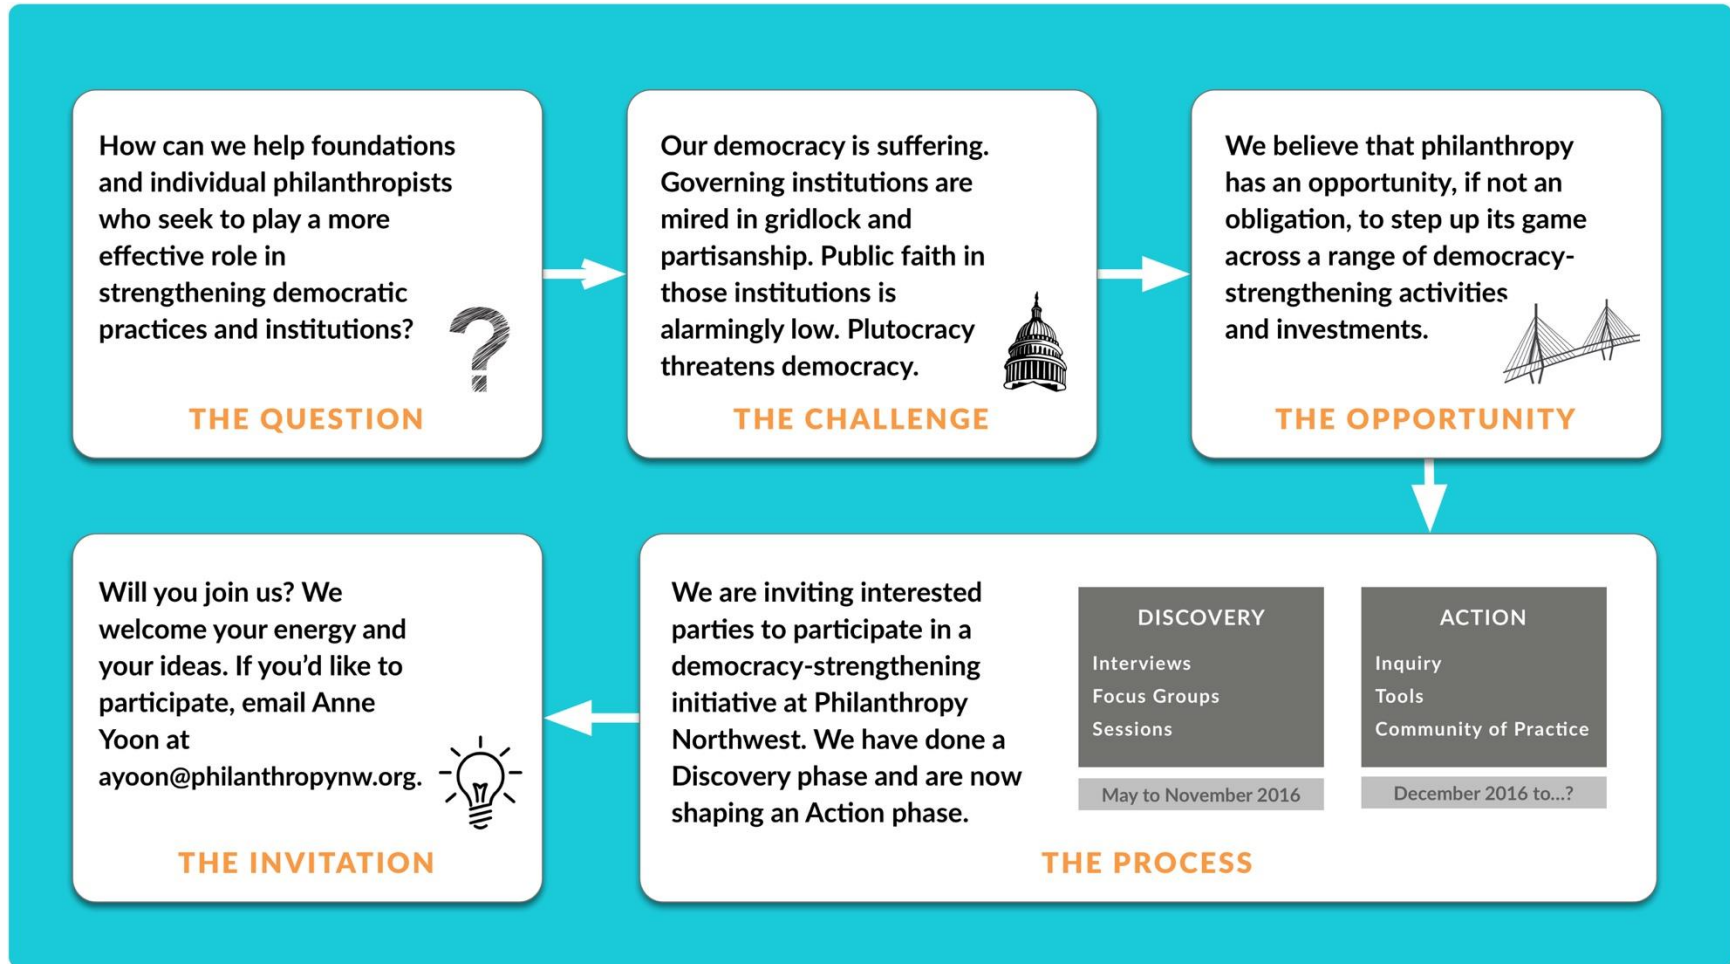 How can we help foundations
and individual philanthropists
who seek to play a more
effective role in
strengthening democratic
practices and institutions?
THE QUESTION
Our democracy is suffering.
Governing institutions are
mired in gridlock and
partisanship. Public faith in
those institutions is
alarmingly low. Plutocracy
threatens democracy.
THE CHALLENGE
We believe that philanthropy
has an opportunity, if not an
obligation, to step up its game
across a range of democracy-
strengthening activities
and investments.
THE OPPORTUNITY
We are inviting interested
parties to participate in a
democracy-strengthening
initiative at Philanthropy
Northwest. We have done a
Discovery phase and are now
shaping an Action phase.
DISCOVERY
Interviews
Focus Groups
Sessions
May to November 2016
ACTION
Inquiry
Tools
Community of Practice
December 2016 to...?
THE PROCESS
Will you join us? We
welcome your energy and
your ideas. If you’d like to
participate, email Anne
Yoon at
ayoon@philanthropynw.org.
THE INVITATION